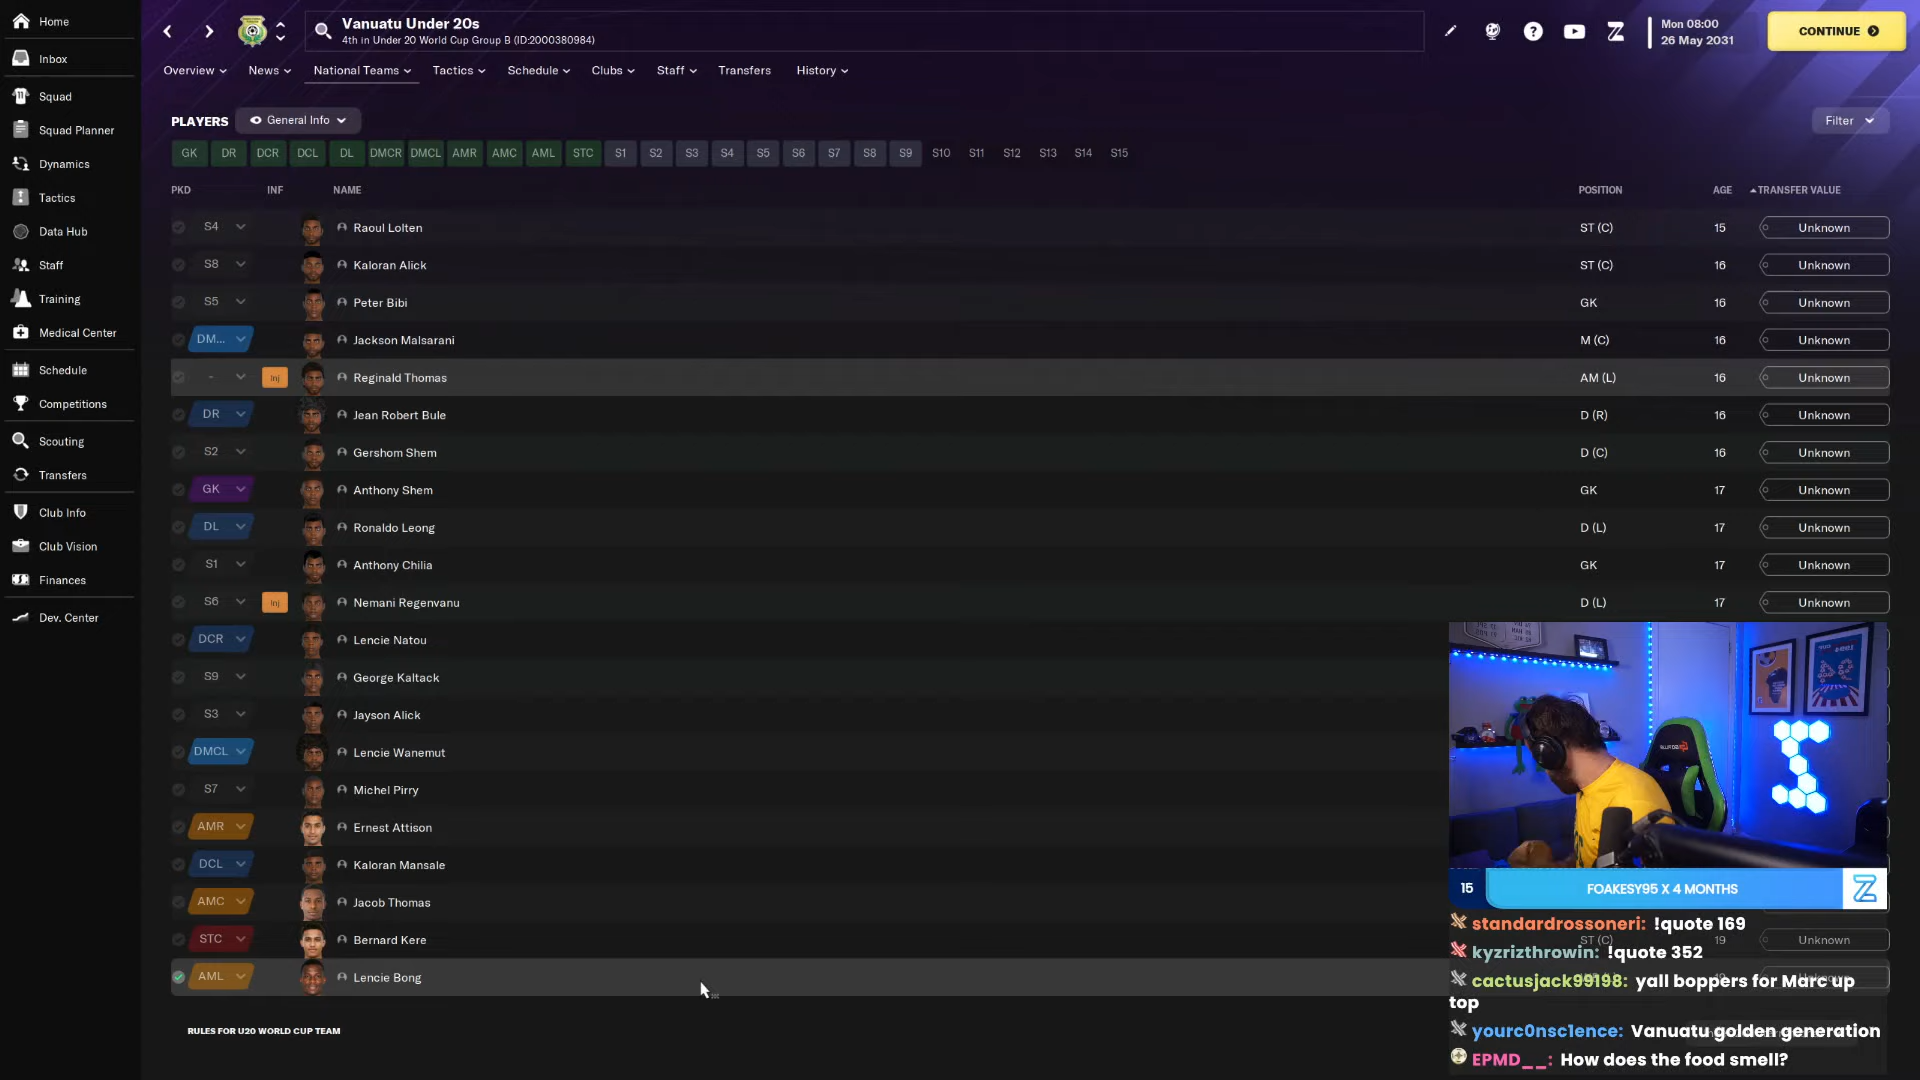 Home
Inbox
Squad
Squad Planner
Dynamics
Tactics
Data Hub
Staff
Training
Medical Center
Schedule
Competitions
Scouting
Transfers
Club Info
Club Vision
Finances
Dev. Center
Vanuatu Under 20s
4th in Under 20 World Cup Group B (ID:2000380984)
Mon 08:00
26 May 2031
CONTINUE
Overview News National Teams Tactics Schedule Clubs Staff Transfers History
PLAYERS General Info Filter
GK DR DCR DCL DL DMCR DMCL AMR AMC AML STC S1 S2 S3 S4 S5 S6 S7 S8 S9 S10 S11 S12 S13 S14 S15
PKD INF NAME POSITION AGE TRANSFER VALUE
S4 Raoul Lolten ST (C) 15 Unknown
S8 Kaloran Alick ST (C) 16 Unknown
S5 Peter Bibi GK 16 Unknown
DM... Jackson Malsarani M (C) 16 Unknown
- Inj Reginald Thomas AM (L) 16 Unknown
DR Jean Robert Bule D (R) 16 Unknown
S2 Gershom Shem D (C) 16 Unknown
GK Anthony Shem GK 17 Unknown
DL Ronaldo Leong D (L) 17 Unknown
S1 Anthony Chilia GK 17 Unknown
S6 Inj Nemani Regenvanu D (L) 17 Unknown
DCR Lencie Natou
S9 George Kaltack
S3 Jayson Alick
DMCL Lencie Wanemut
S7 Michel Pirry
AMR Ernest Attison
DCL Kaloran Mansale
AMC Jacob Thomas
STC Bernard Kere ST (C) 19 Unknown
AML Lencie Bong
RULES FOR U20 WORLD CUP TEAM
15 FOAKESY95 X 4 MONTHS
standardrossoneri: !quote 169
kyzrizthrowin: !quote 352
cactusjack99198: yall boppers for Marc up
top
yourc0nsc1ence: Vanuatu golden generation
EPMD__: How does the food smell?